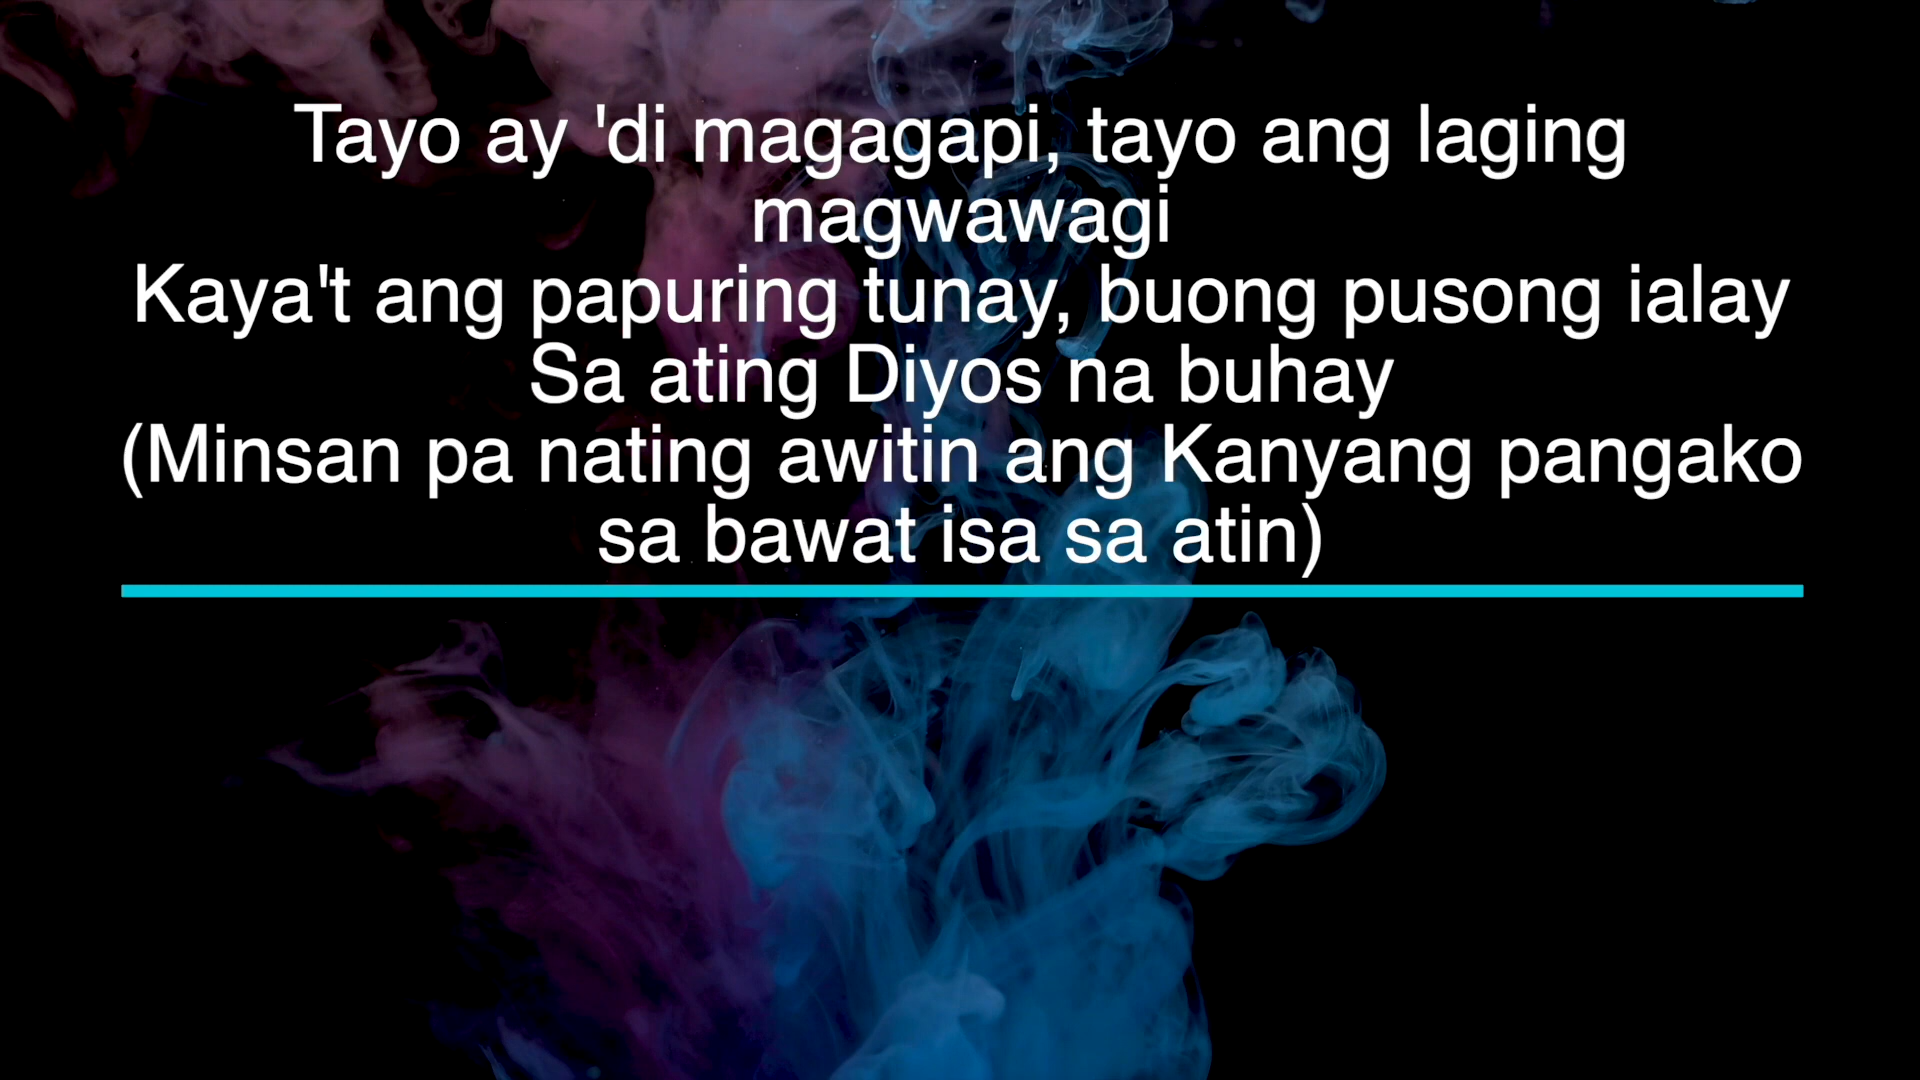 Tayo ay 'di magagapi, tayo ang laging
magwawagi
Kaya't ang papuring tunay, buong pusong ialay
Sa ating Diyos na buhay
(Minsan pa nating awitin ang Kanyang pangako
sa bawat isa sa atin)